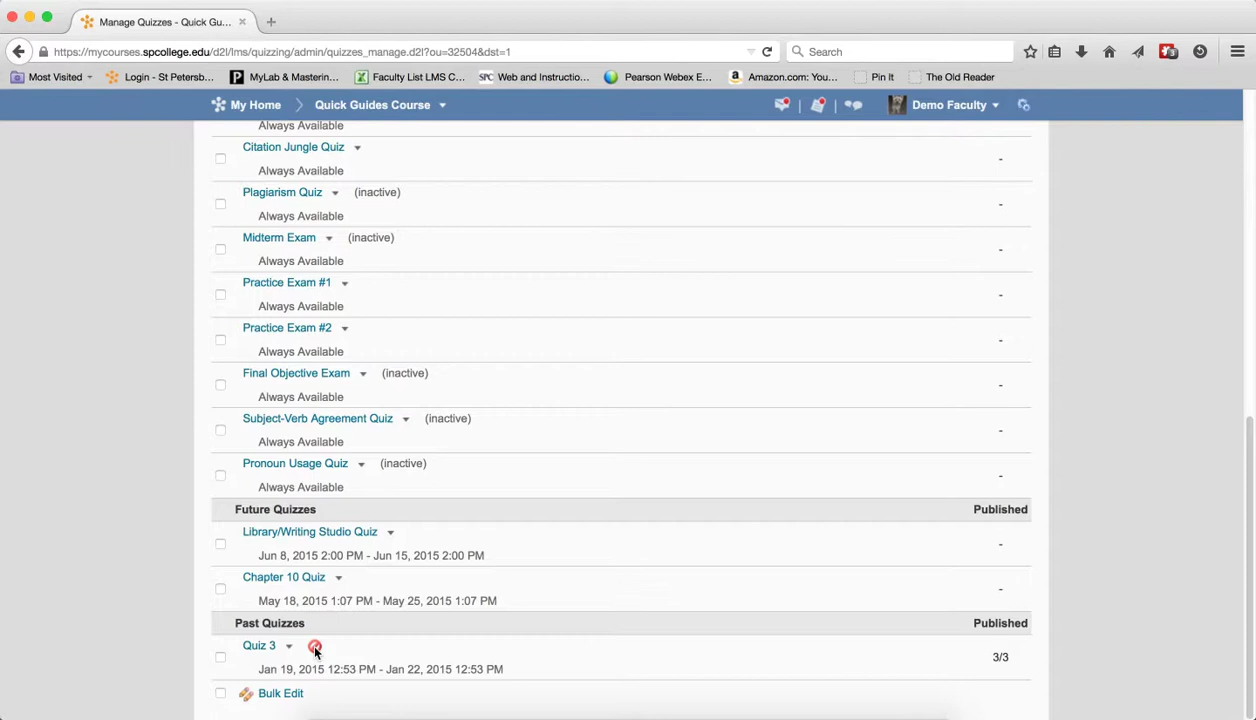 Manage Quizzes - Quick Gu...
https://mycourses.spcollege.edu/d2l/lms/quizzing/admin/quizzes_manage.d2l?ou=32504&dst=1
Search
Most Visited
Login - St Petersb...
MyLab & Masterin...
Faculty List LMS C...
SPC
Web and Instructio...
Pearson Webex E...
Amazon.com: You...
Pin It
The Old Reader
My Home
Quick Guides Course
Demo Faculty
Always Available
Citation Jungle Quiz
-
Always Available
Plagiarism Quiz (inactive)
-
Always Available
Midterm Exam (inactive)
-
Always Available
Practice Exam #1
-
Always Available
Practice Exam #2
-
Always Available
Final Objective Exam (inactive)
-
Always Available
Subject-Verb Agreement Quiz (inactive)
-
Always Available
Pronoun Usage Quiz (inactive)
-
Always Available
Future Quizzes Published
Library/Writing Studio Quiz
-
Jun 8, 2015 2:00 PM - Jun 15, 2015 2:00 PM
Chapter 10 Quiz
-
May 18, 2015 1:07 PM - May 25, 2015 1:07 PM
Past Quizzes Published
Quiz 3
3/3
Jan 19, 2015 12:53 PM - Jan 22, 2015 12:53 PM
Bulk Edit